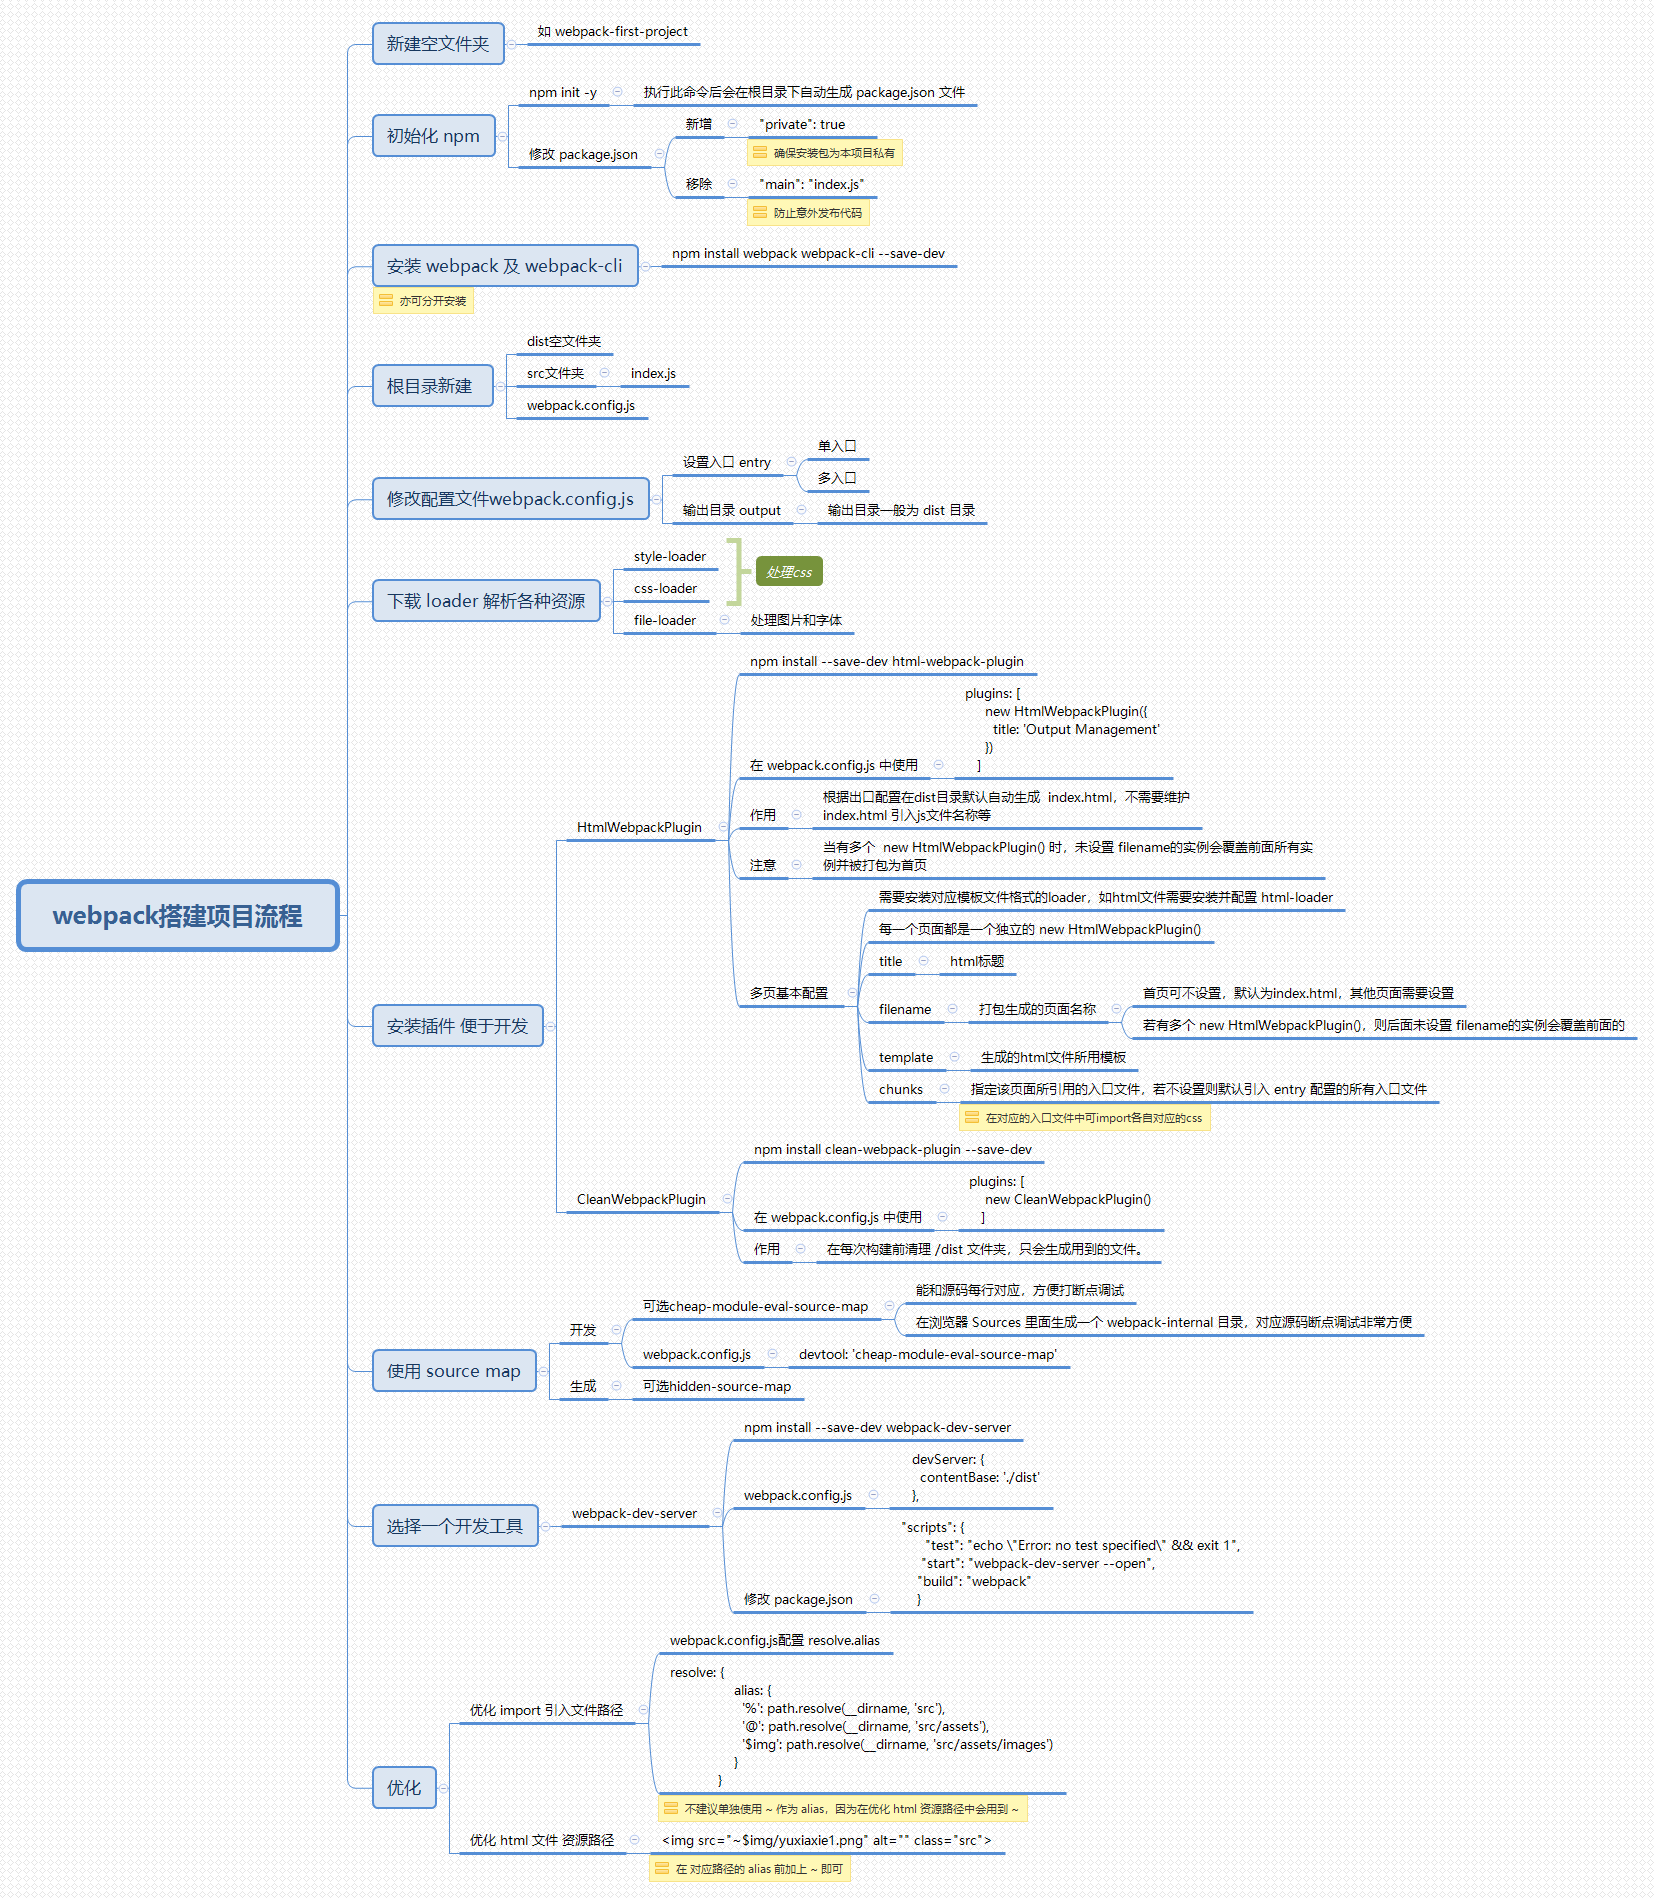 webpack搭建项目流程
新建空文件夹
如 webpack-first-project
初始化 npm
npm init -y
执行此命令后会在根目录下自动生成 package.json 文件
修改 package.json
新增
"private": true
确保安装包为本项目私有
移除
"main": "index.js"
防止意外发布代码
安装 webpack 及 webpack-cli
亦可分开安装
npm install webpack webpack-cli --save-dev
根目录新建
dist空文件夹
src文件夹
index.js
webpack.config.js
修改配置文件webpack.config.js
设置入口 entry
单入口
多入口
输出目录 output
输出目录一般为 dist 目录
下载 loader 解析各种资源
style-loader
css-loader
处理css
file-loader
处理图片和字体
安装插件 便于开发
HtmlWebpackPlugin
npm install --save-dev html-webpack-plugin
在 webpack.config.js 中使用
plugins: [
new HtmlWebpackPlugin({
title: 'Output Management'
})
]
作用
根据出口配置在dist目录默认自动生成  index.html，不需要维护
index.html 引入js文件名称等
注意
当有多个  new HtmlWebpackPlugin() 时，未设置 filename的实例会覆盖前面所有实
例并被打包为首页
多页基本配置
需要安装对应模板文件格式的loader，如html文件需要安装并配置 html-loader
每一个页面都是一个独立的 new HtmlWebpackPlugin()
title
html标题
filename
打包生成的页面名称
首页可不设置，默认为index.html，其他页面需要设置
若有多个 new HtmlWebpackPlugin()，则后面未设置 filename的实例会覆盖前面的
template
生成的html文件所用模板
chunks
指定该页面所引用的入口文件，若不设置则默认引入 entry 配置的所有入口文件
在对应的入口文件中可import各自对应的css
CleanWebpackPlugin
npm install clean-webpack-plugin --save-dev
在 webpack.config.js 中使用
plugins: [
new CleanWebpackPlugin()
]
作用
在每次构建前清理 /dist 文件夹，只会生成用到的文件。
使用 source map
开发
可选cheap-module-eval-source-map
能和源码每行对应，方便打断点调试
在浏览器 Sources 里面生成一个 webpack-internal 目录，对应源码断点调试非常方便
webpack.config.js
devtool: 'cheap-module-eval-source-map'
生成
可选hidden-source-map
选择一个开发工具
webpack-dev-server
npm install --save-dev webpack-dev-server
webpack.config.js
devServer: {
contentBase: './dist'
},
修改 package.json
"scripts": {
"test": "echo \"Error: no test specified\" && exit 1",
"start": "webpack-dev-server --open",
"build": "webpack"
}
优化
优化 import 引入文件路径
webpack.config.js配置 resolve.alias
resolve: {
alias: {
'%': path.resolve(__dirname, 'src'),
'@': path.resolve(__dirname, 'src/assets'),
'$img': path.resolve(__dirname, 'src/assets/images')
}
}
不建议单独使用 ~ 作为 alias，因为在优化 html 资源路径中会用到 ~
优化 html 文件 资源路径
<img src="~$img/yuxiaxie1.png" alt="" class="src">
在 对应路径的 alias 前加上 ~ 即可